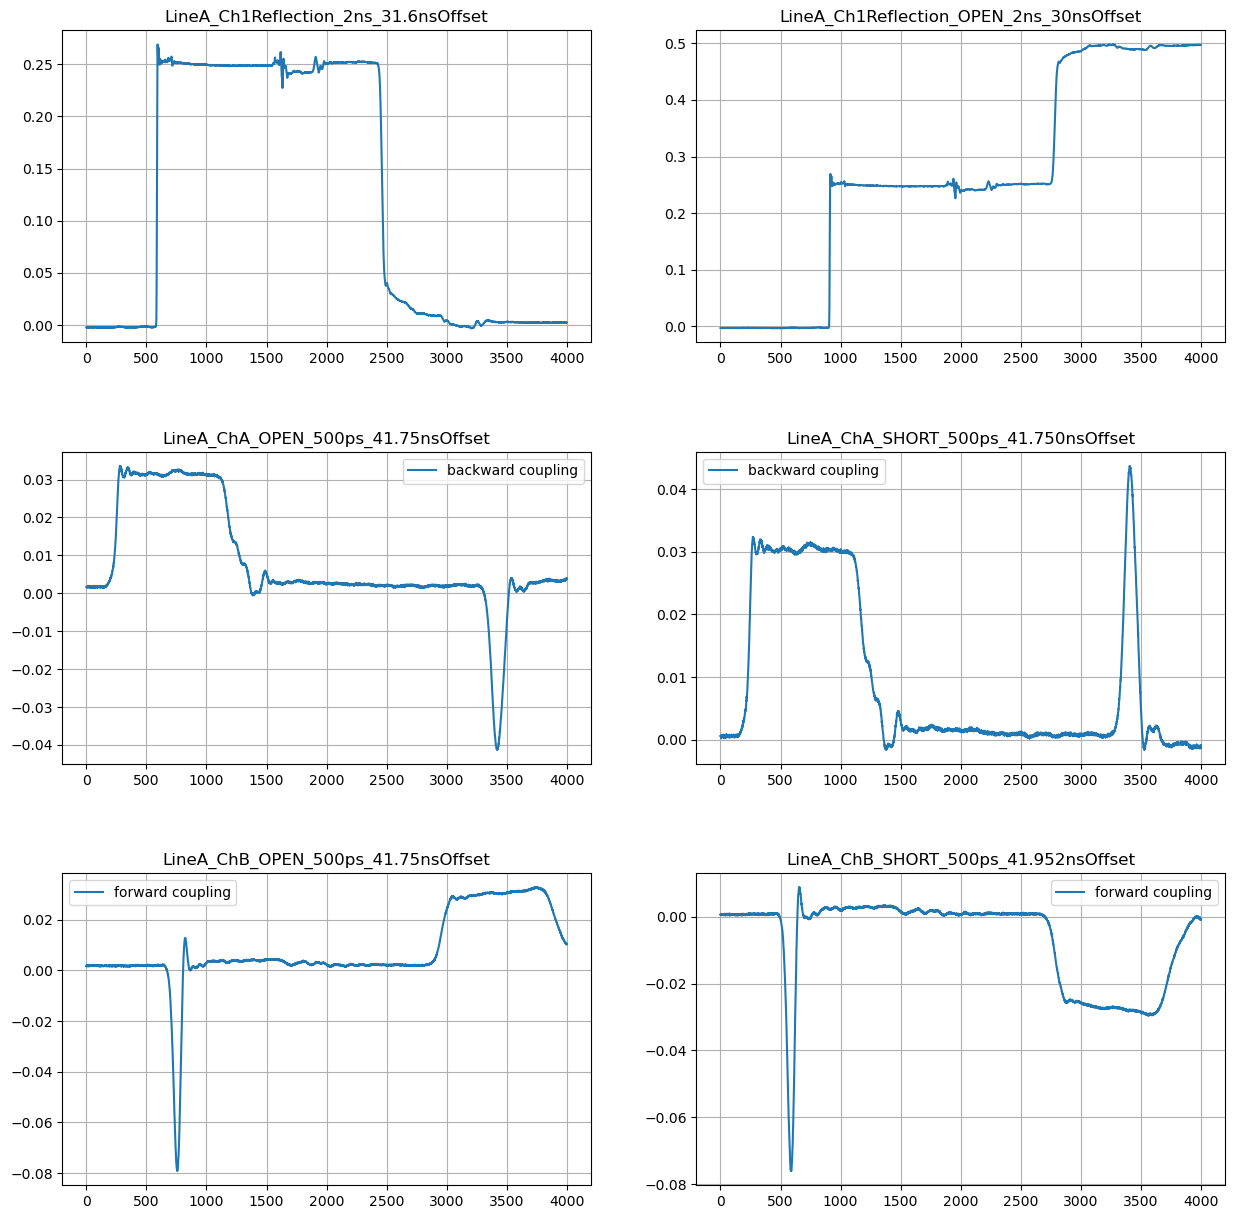 LineA_Ch1Reflection_2ns_31.6nsOffset
0.25
0.20
0.15
0.10
0.05
0.00
0 500 1000 1500 2000 2500 3000 3500 4000
LineA_Ch1Reflection_OPEN_2ns_30nsOffset
0.5
0.4
0.3
0.2
0.1
0.0
0 500 1000 1500 2000 2500 3000 3500 4000
LineA_ChA_OPEN_500ps_41.75nsOffset
backward coupling
0.03
0.02
0.01
0.00
−0.01
−0.02
−0.03
−0.04
0 500 1000 1500 2000 2500 3000 3500 4000
LineA_ChA_SHORT_500ps_41.750nsOffset
backward coupling
0.04
0.03
0.02
0.01
0.00
0 500 1000 1500 2000 2500 3000 3500 4000
LineA_ChB_OPEN_500ps_41.75nsOffset
forward coupling
0.02
0.00
−0.02
−0.04
−0.06
−0.08
0 500 1000 1500 2000 2500 3000 3500 4000
LineA_ChB_SHORT_500ps_41.952nsOffset
forward coupling
0.00
−0.02
−0.04
−0.06
−0.08
0 500 1000 1500 2000 2500 3000 3500 4000